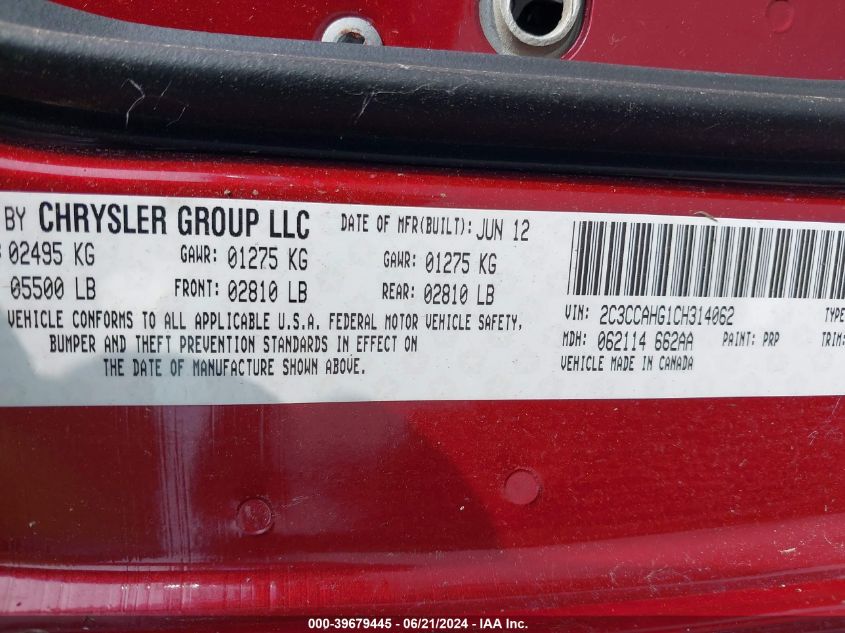 BY CHRYSLER GROUP LLC DATE OF MFR(BUILT): JUN 12
02495 KG GAWR: 01275 KG GAWR: 01275 KG
05500 LB FRONT: 02810 LB REAR: 02810 LB
VEHICLE CONFORMS TO ALL APPLICABLE U.S.A. FEDERAL MOTOR VEHICLE SAFETY,
BUMPER AND THEFT PREVENTION STANDARDS IN EFFECT ON
THE DATE OF MANUFACTURE SHOWN ABOVE.
VIN: 2C3CCAHG1CH314062 TYPE
MDH: 062114 662AA PAINT: PRP TRIM:
VEHICLE MADE IN CANADA
000-39679445 - 06/21/2024 - IAA Inc.